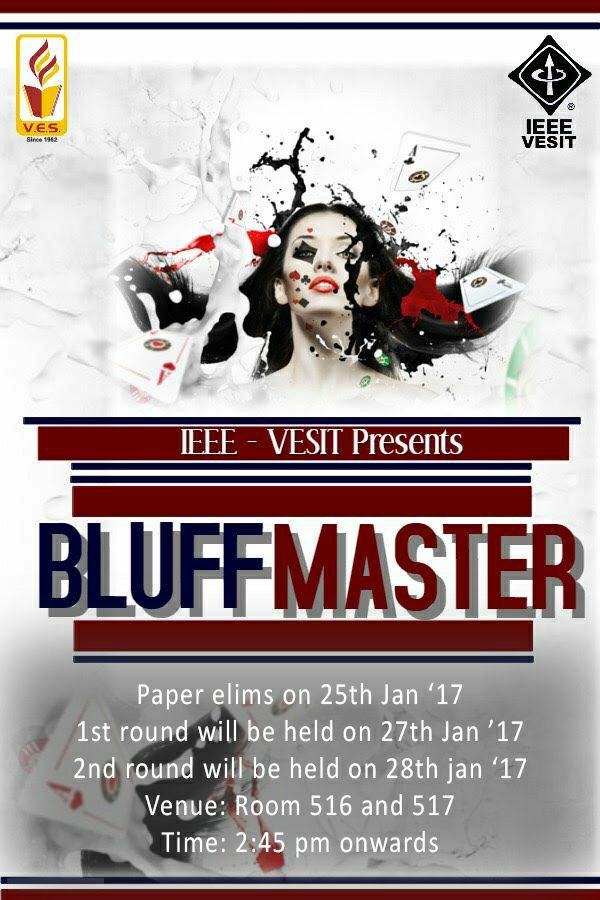 V.E.S.
Since 1962
IEEE
VESIT
IEEE - VESIT Presents
BLUFFMASTER
Paper elims on 25th Jan ‘17
1st round will be held on 27th Jan ’17
2nd round will be held on 28th jan ‘17
Venue: Room 516 and 517
Time: 2:45 pm onwards